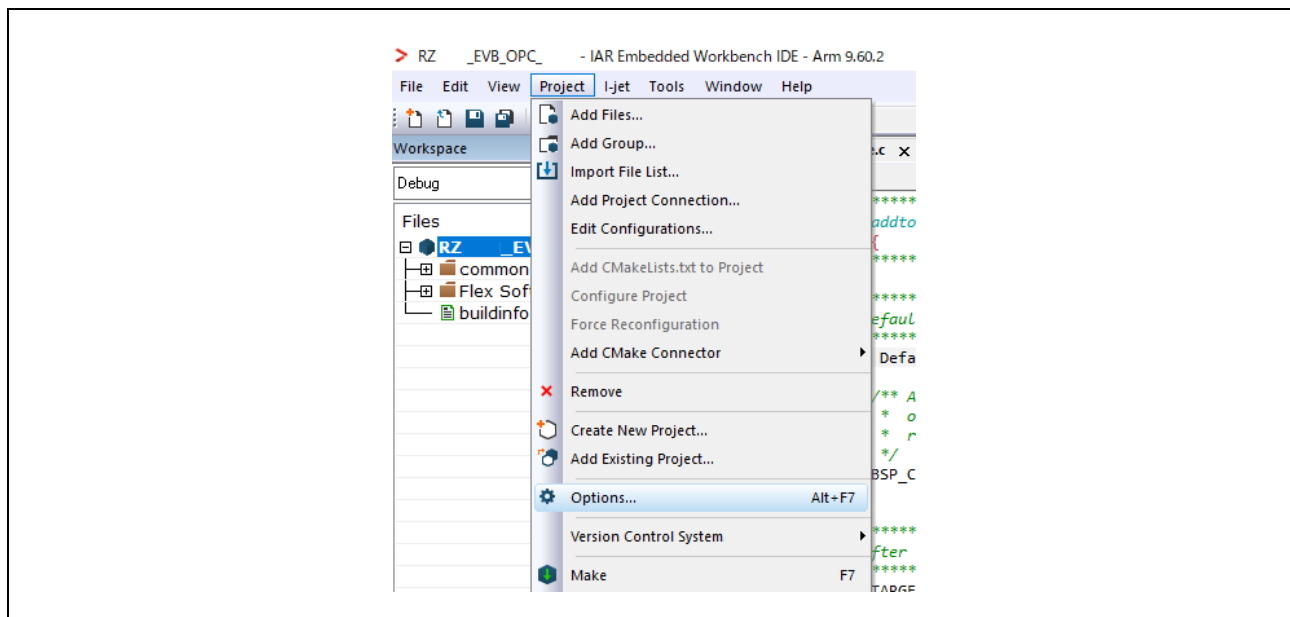 RZ _EVB_OPC_ - IAR Embedded Workbench IDE - Arm 9.60.2
File Edit View Project I-jet Tools Window Help
Add Files...
Workspace
Add Group...
.c
Import File List...
Debug
Add Project Connection...
*****
Files
addto
Edit Configurations...
{
RZ _EV
*****
common
Add CMakeLists.txt to Project
Flex Sof
Configure Project
*****
buildinfo
efaul
Force Reconfiguration
*****
Add CMake Connector
Defa
Remove
/** A
* o
Create New Project...
* r
*/
Add Existing Project...
BSP_C
Options... Alt+F7
*****
Version Control System
fter
*****
Make F7